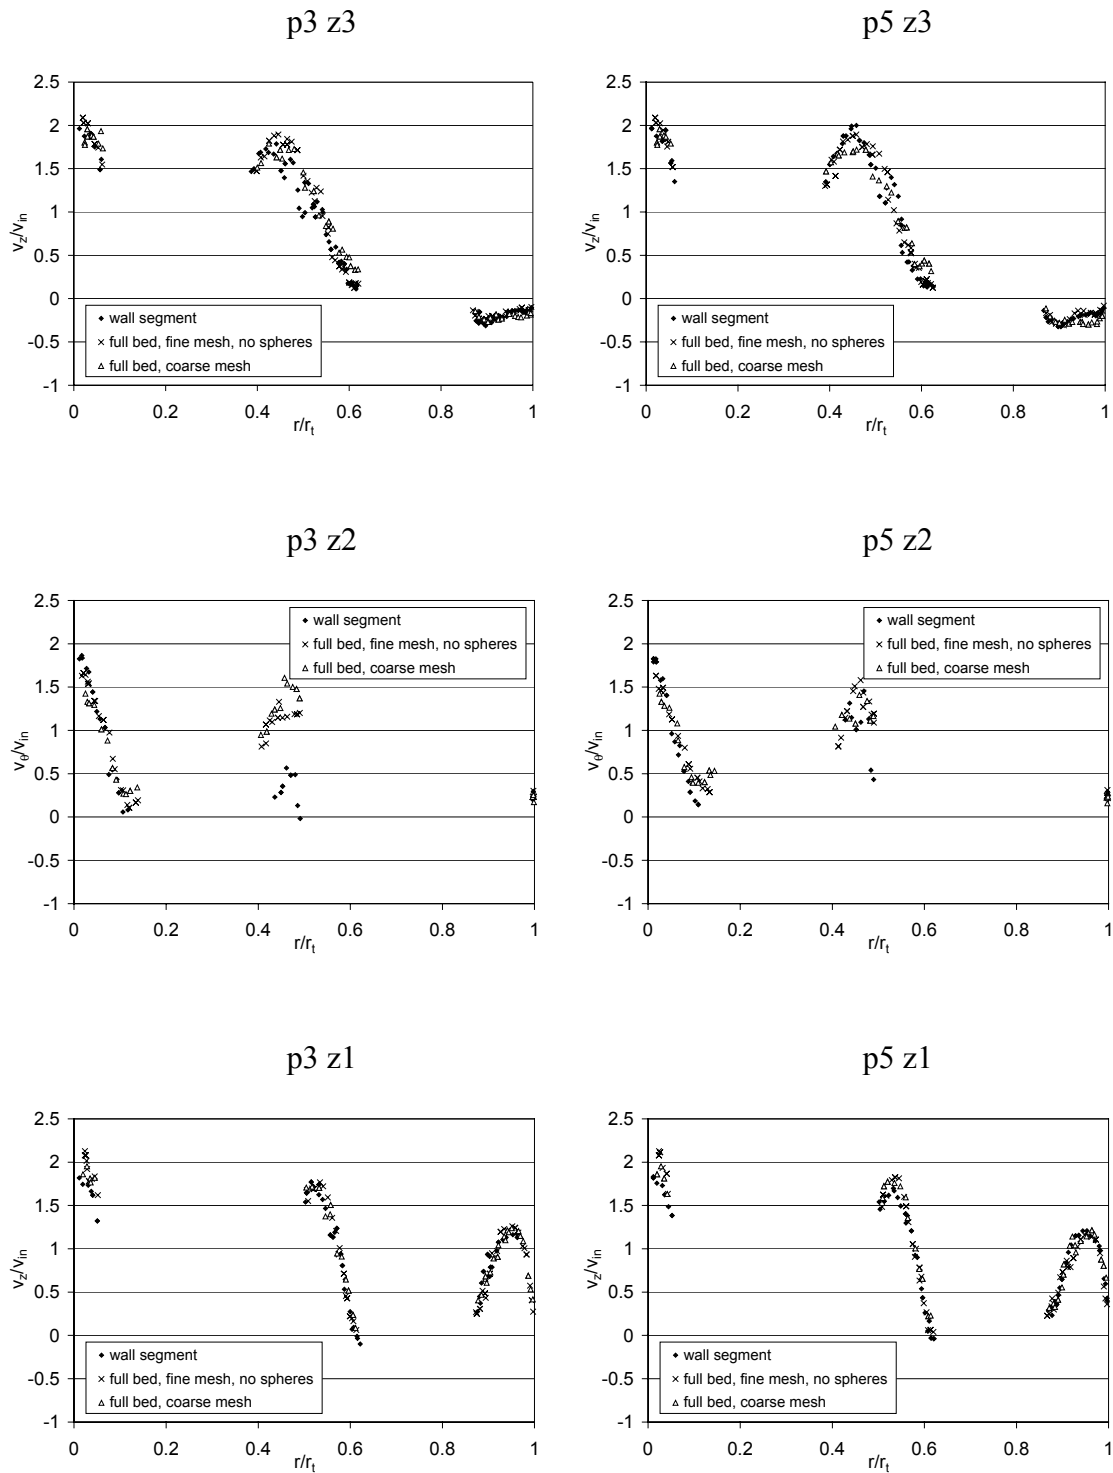 p3 z3
p5 z3
2.5
2
1.5
1
0.5
0
-0.5
-1
v_z/v_in
wall segment
full bed, fine mesh, no spheres
full bed, coarse mesh
0 0.2 0.4 0.6 0.8 1
r/r_t
2.5
2
1.5
1
0.5
0
-0.5
-1
v_z/v_in
wall segment
full bed, fine mesh, no spheres
full bed, coarse mesh
0 0.2 0.4 0.6 0.8 1
r/r_t
p3 z2
p5 z2
2.5
2
1.5
1
0.5
0
-0.5
-1
v_θ/v_in
wall segment
full bed, fine mesh, no spheres
full bed, coarse mesh
0 0.2 0.4 0.6 0.8 1
r/r_t
2.5
2
1.5
1
0.5
0
-0.5
-1
v_θ/v_in
wall segment
full bed, fine mesh, no spheres
full bed, coarse mesh
0 0.2 0.4 0.6 0.8 1
r/r_t
p3 z1
p5 z1
2.5
2
1.5
1
0.5
0
-0.5
-1
v_z/v_in
wall segment
full bed, fine mesh, no spheres
full bed, coarse mesh
0 0.2 0.4 0.6 0.8 1
r/r_t
2.5
2
1.5
1
0.5
0
-0.5
-1
v_z/v_in
wall segment
full bed, fine mesh, no spheres
full bed, coarse mesh
0 0.2 0.4 0.6 0.8 1
r/r_t